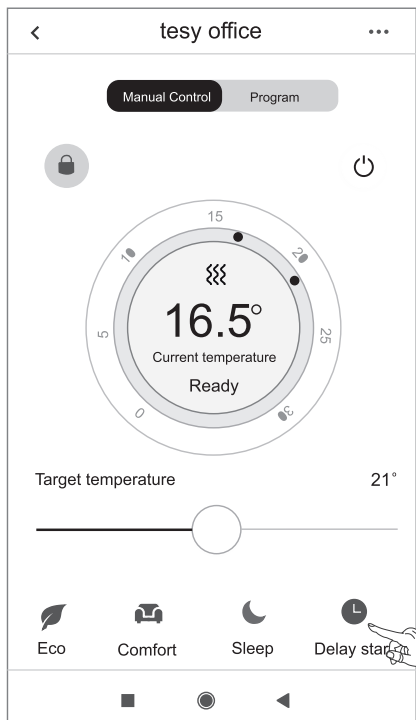 tesy office
Manual Control Program
15
10
20
5
25
0
30
16.5°
Current temperature
Ready
Target temperature 21°
Eco Comfort Sleep Delay start